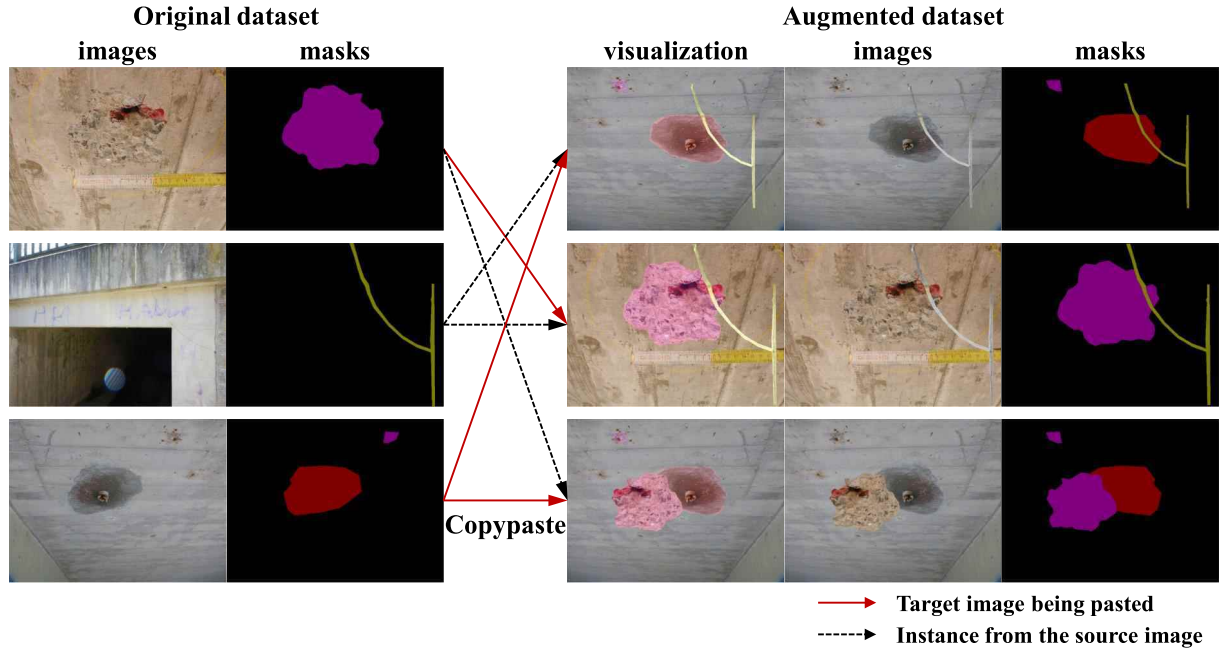 Original dataset
Augmented dataset
images
masks
visualization
images
masks
Copypaste
Target image being pasted
Instance from the source image